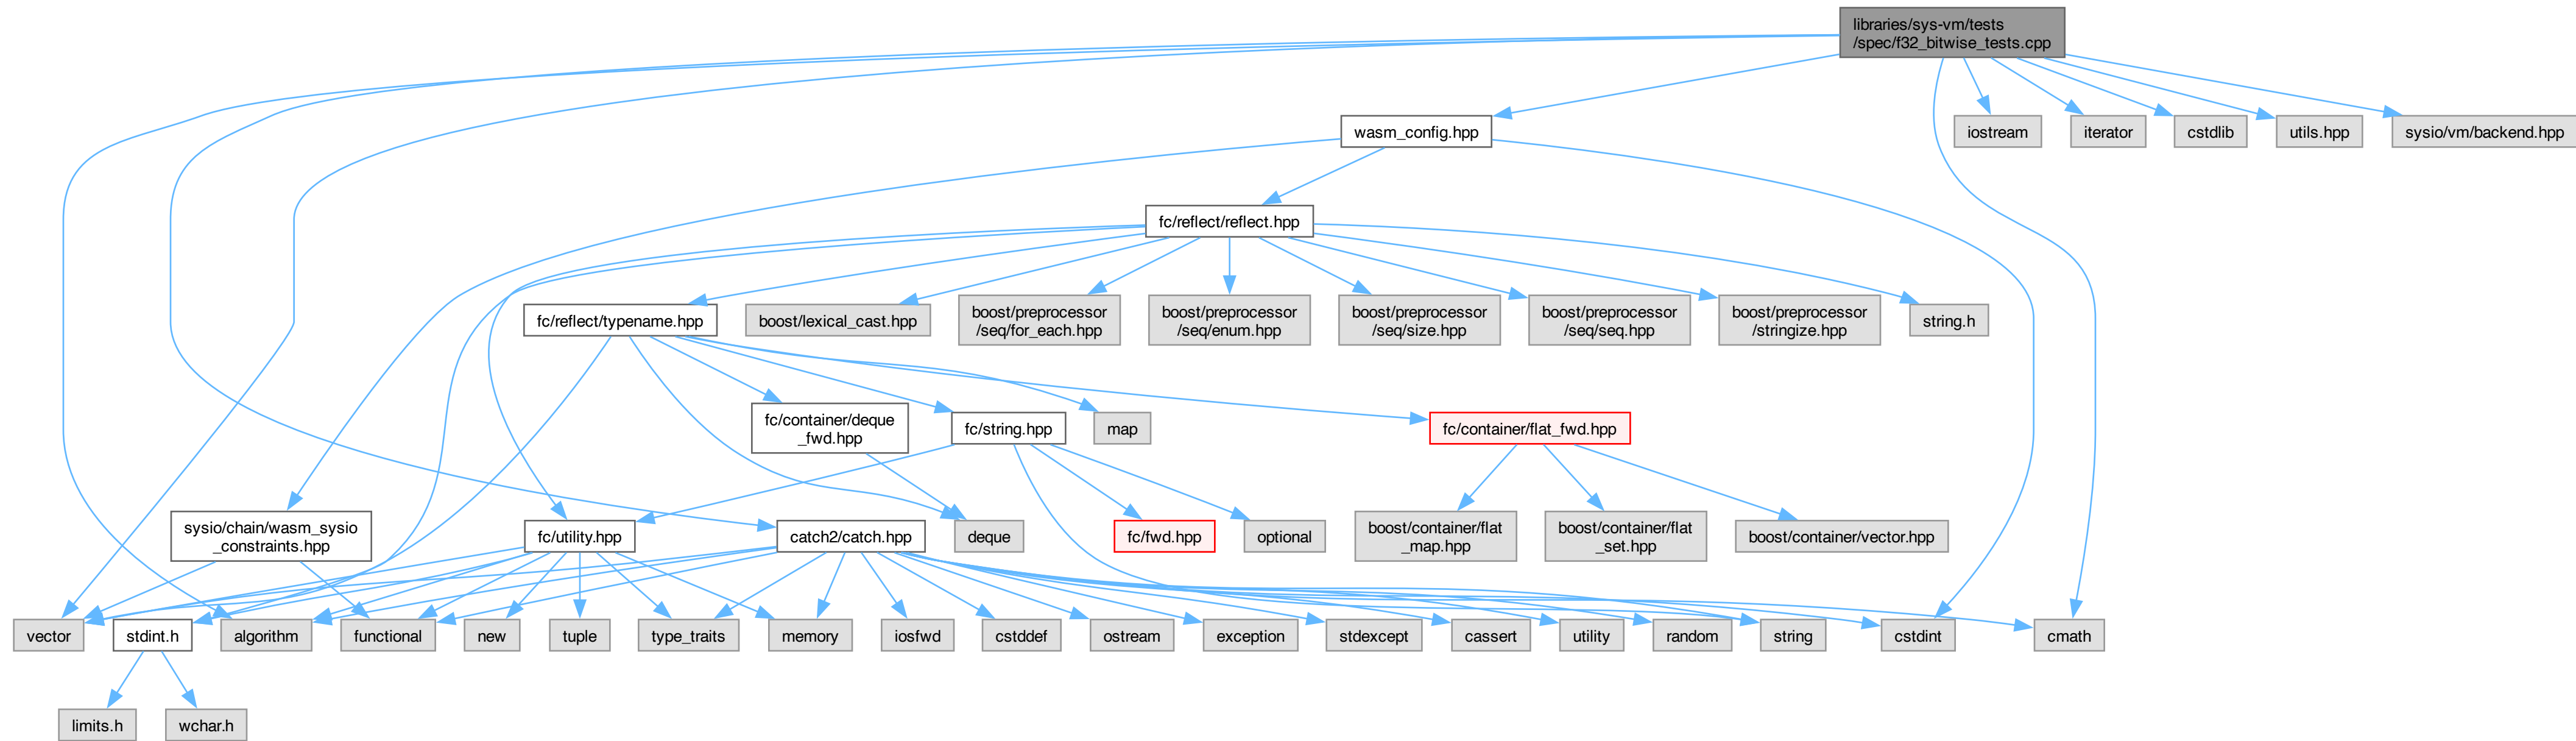 libraries/sys-vm/tests
/spec/f32_bitwise_tests.cpp
wasm_config.hpp
iostream
iterator
cstdlib
utils.hpp
sysio/vm/backend.hpp
fc/reflect/reflect.hpp
fc/reflect/typename.hpp
boost/lexical_cast.hpp
boost/preprocessor
/seq/for_each.hpp
boost/preprocessor
/seq/enum.hpp
boost/preprocessor
/seq/size.hpp
boost/preprocessor
/seq/seq.hpp
boost/preprocessor
/stringize.hpp
string.h
fc/container/deque
_fwd.hpp
fc/string.hpp
map
fc/container/flat_fwd.hpp
sysio/chain/wasm_sysio
_constraints.hpp
fc/utility.hpp
catch2/catch.hpp
deque
fc/fwd.hpp
optional
boost/container/flat
_map.hpp
boost/container/flat
_set.hpp
boost/container/vector.hpp
vector
stdint.h
algorithm
functional
new
tuple
type_traits
memory
iosfwd
cstddef
ostream
exception
stdexcept
cassert
utility
random
string
cstdint
cmath
limits.h
wchar.h